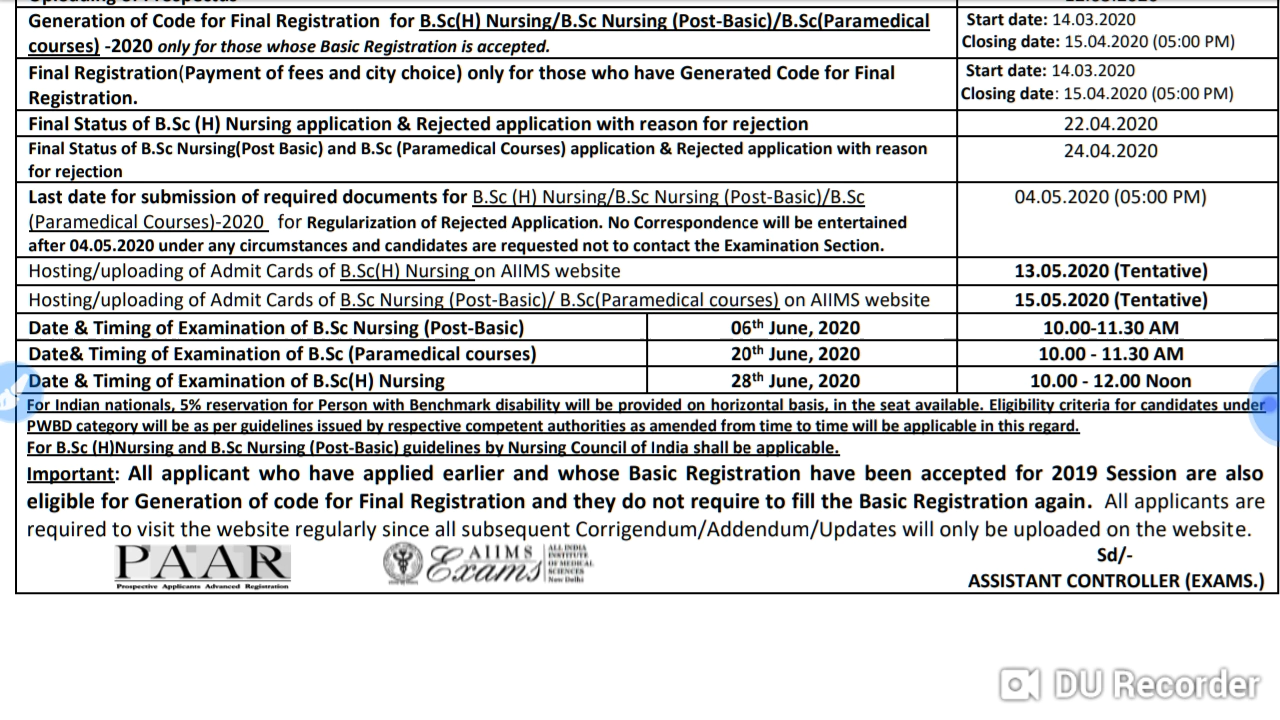 Uploading of Prospectus
Generation of Code for Final Registration for B.Sc(H) Nursing/B.Sc Nursing (Post-Basic)/B.Sc(Paramedical
courses) -2020 only for those whose Basic Registration is accepted.
Start date: 14.03.2020
Closing date: 15.04.2020 (05:00 PM)
Final Registration(Payment of fees and city choice) only for those who have Generated Code for Final
Registration.
Start date: 14.03.2020
Closing date: 15.04.2020 (05:00 PM)
Final Status of B.Sc (H) Nursing application & Rejected application with reason for rejection
22.04.2020
Final Status of B.Sc Nursing(Post Basic) and B.Sc (Paramedical Courses) application & Rejected application with reason
for rejection
24.04.2020
Last date for submission of required documents for B.Sc (H) Nursing/B.Sc Nursing (Post-Basic)/B.Sc
(Paramedical Courses)-2020 for Regularization of Rejected Application. No Correspondence will be entertained
after 04.05.2020 under any circumstances and candidates are requested not to contact the Examination Section.
04.05.2020 (05:00 PM)
Hosting/uploading of Admit Cards of B.Sc(H) Nursing on AIIMS website
13.05.2020 (Tentative)
Hosting/uploading of Admit Cards of B.Sc Nursing (Post-Basic)/ B.Sc(Paramedical courses) on AIIMS website
15.05.2020 (Tentative)
Date & Timing of Examination of B.Sc Nursing (Post-Basic)
06th June, 2020
10.00-11.30 AM
Date& Timing of Examination of B.Sc (Paramedical courses)
20th June, 2020
10.00 - 11.30 AM
Date & Timing of Examination of B.Sc(H) Nursing
28th June, 2020
10.00 - 12.00 Noon
For Indian nationals, 5% reservation for Person with Benchmark disability will be provided on horizontal basis, in the seat available. Eligibility criteria for candidates under
PWBD category will be as per guidelines issued by respective competent authorities as amended from time to time will be applicable in this regard.
For B.Sc (H)Nursing and B.Sc Nursing (Post-Basic) guidelines by Nursing Council of India shall be applicable.
Important: All applicant who have applied earlier and whose Basic Registration have been accepted for 2019 Session are also
eligible for Generation of code for Final Registration and they do not require to fill the Basic Registration again. All applicants are
required to visit the website regularly since all subsequent Corrigendum/Addendum/Updates will only be uploaded on the website.
PAAR
Prospective Applicants Advanced Registration
AIIMS
Exams
ALL INDIA
INSTITUTE
OF MEDICAL
SCIENCES
New Delhi
Sd/-
ASSISTANT CONTROLLER (EXAMS.)
DU Recorder